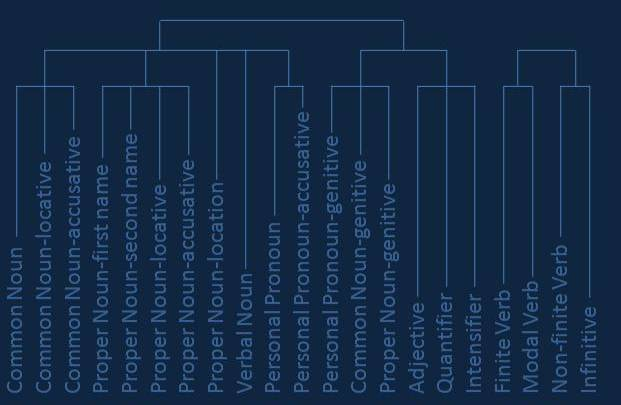 Common Noun
Common Noun-locative
Common Noun-accusative
Proper Noun-first name
Proper Noun-second name
Proper Noun-locative
Proper Noun-accusative
Proper Noun-location
Verbal Noun
Personal Pronoun
Personal Pronoun-accusative
Personal Pronoun-genitive
Common Noun-genitive
Proper Noun-genitive
Adjective
Quantifier
Intensifier
Finite Verb
Modal Verb
Non-finite Verb
Infinitive